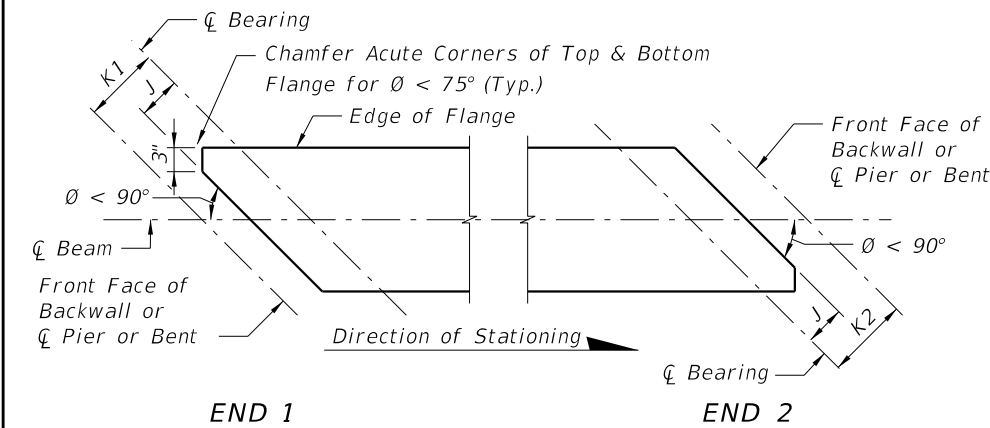 ℄ Bearing
Chamfer Acute Corners of Top & Bottom
Flange for Ø < 75° (Typ.)
K1
J
Edge of Flange
3"
Front Face of
Backwall or
℄ Pier or Bent
Ø < 90°
Ø < 90°
℄ Beam
Front Face of
Backwall or
℄ Pier or Bent
Direction of Stationing
J
K2
℄ Bearing
END 1
END 2